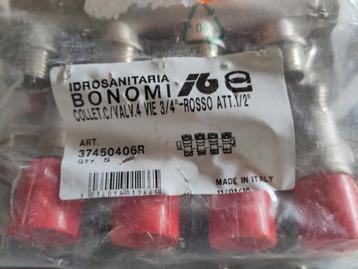 IDROSANITARIA
BONOMI
COLLET.C/VALV.4 VIE 3/4"-ROSSO ATT.1/2"
ART.
37450406R
QTY. 5
MADE IN ITALY